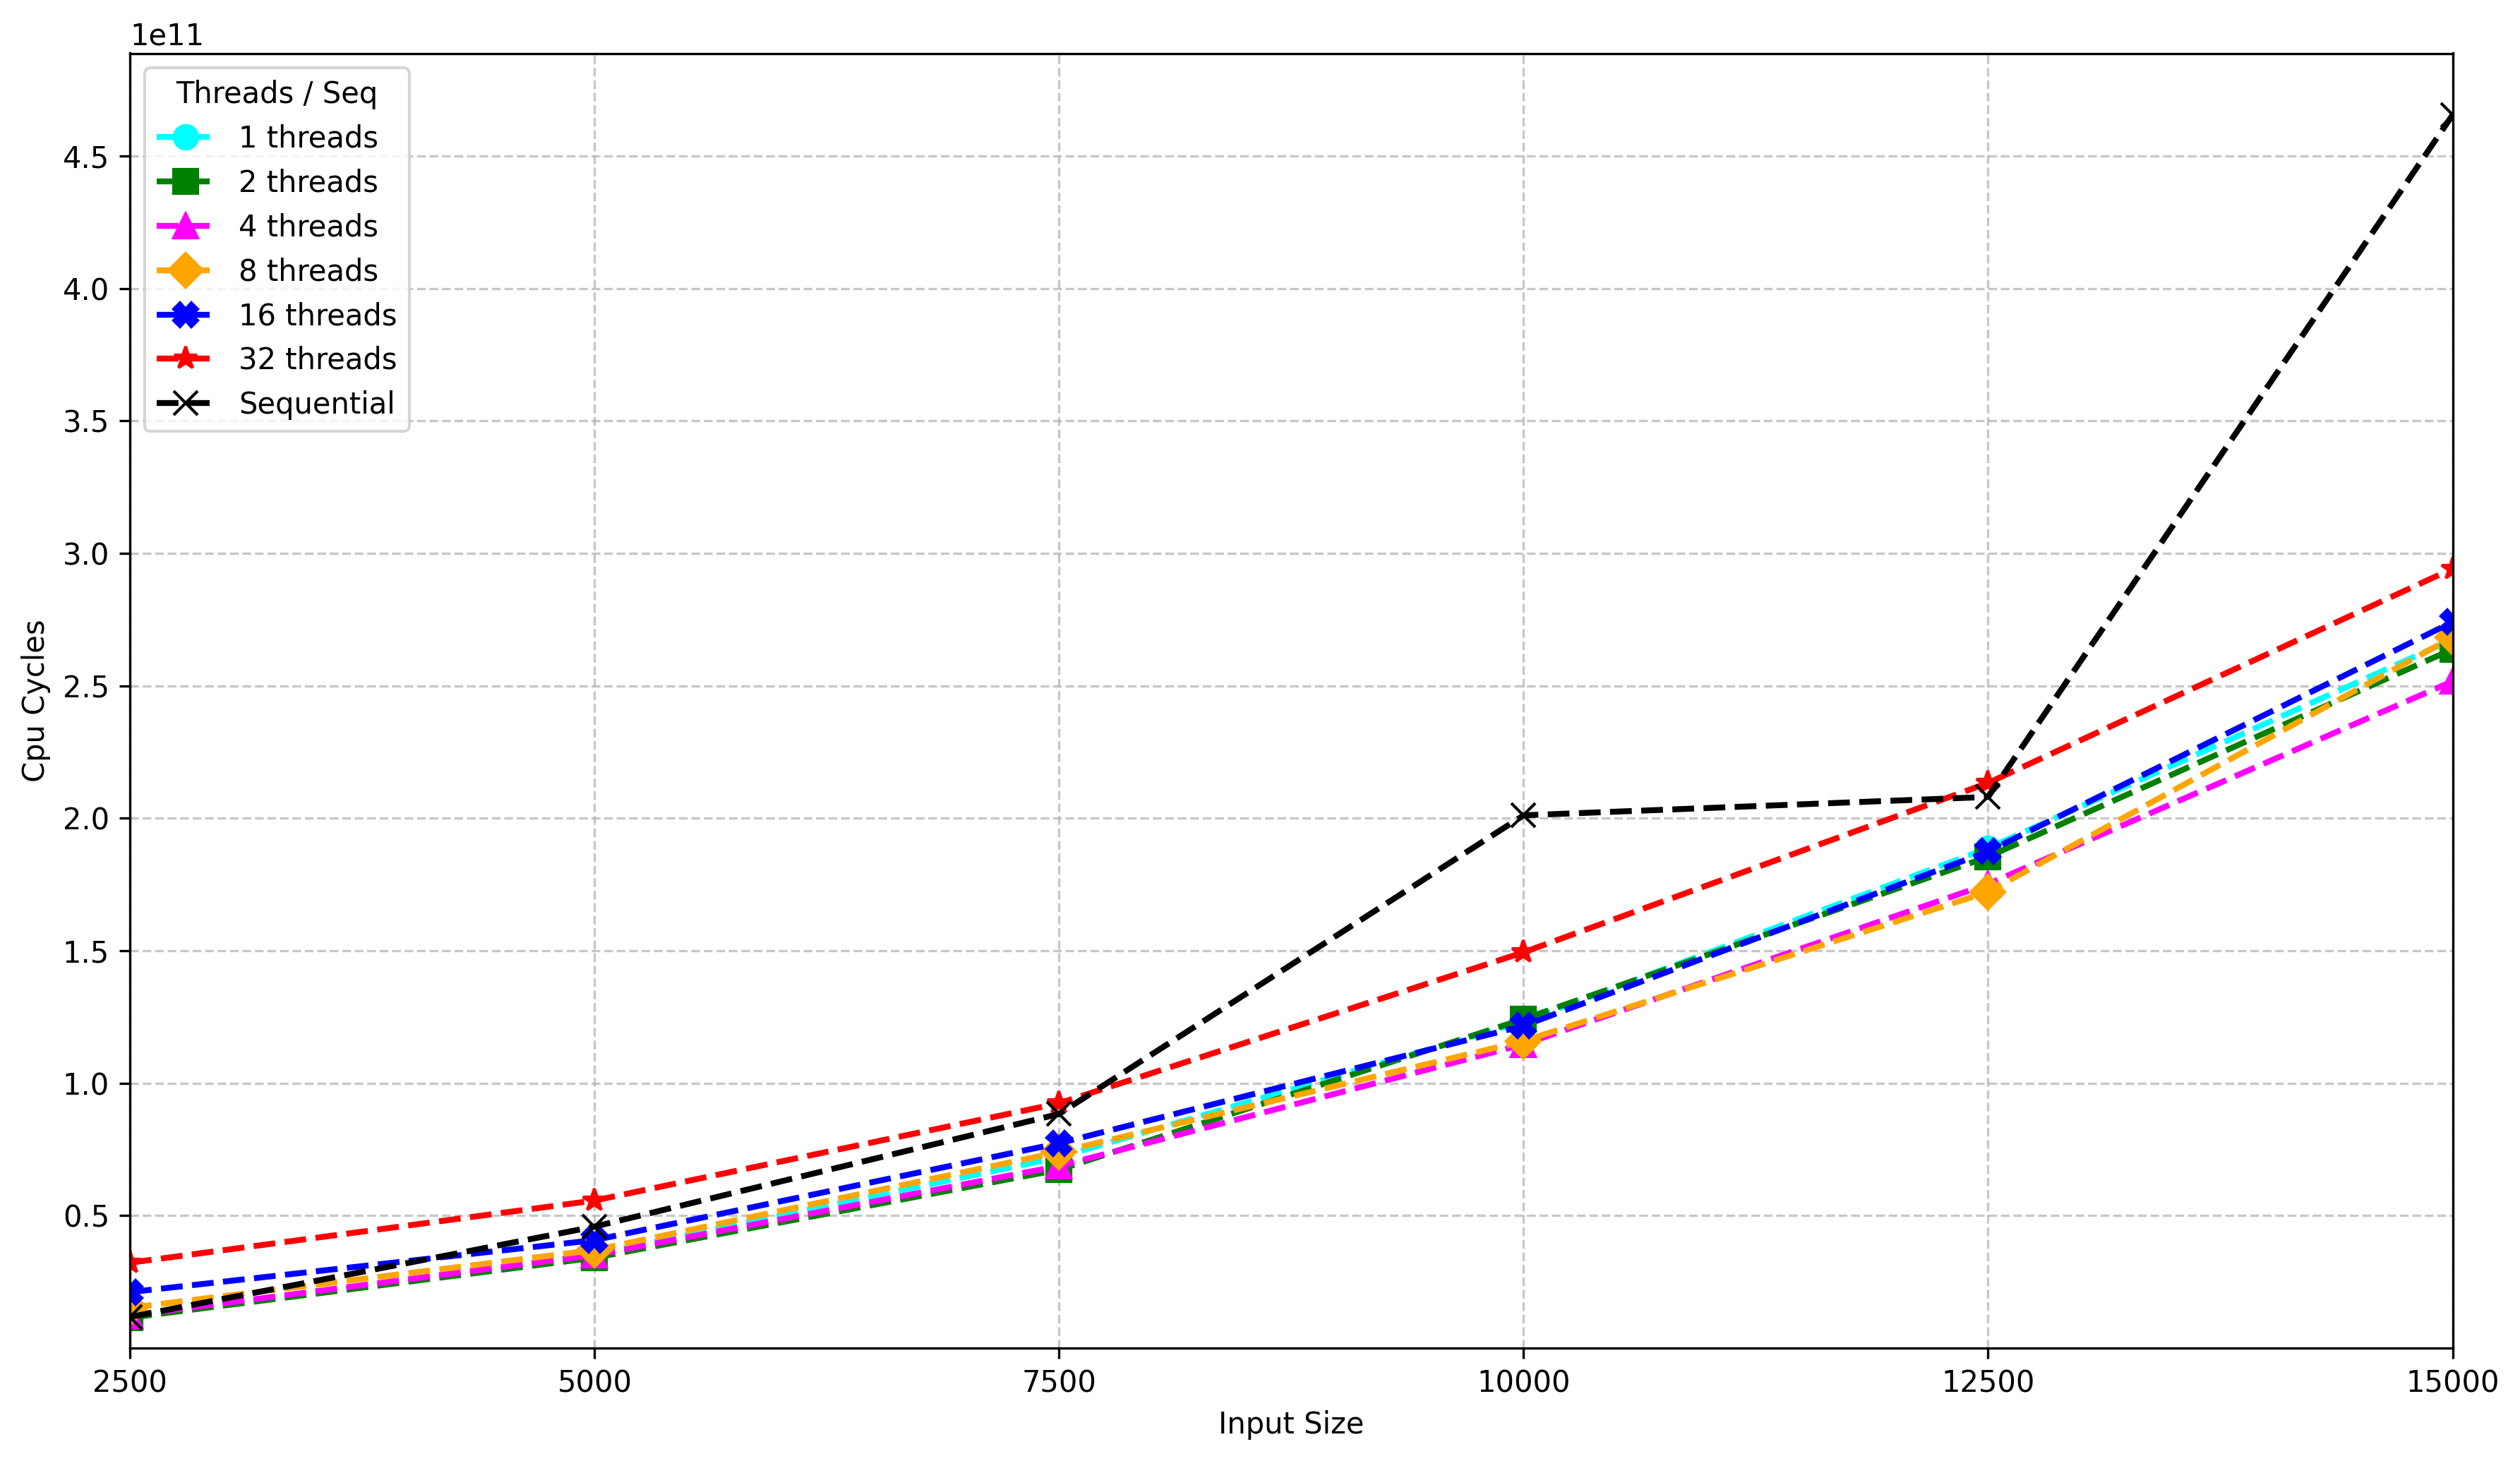 1e11
Threads / Seq
1 threads
2 threads
4 threads
8 threads
16 threads
32 threads
Sequential
4.5
4.0
3.5
3.0
2.5
2.0
1.5
1.0
0.5
Cpu Cycles
2500 5000 7500 10000 12500 15000
Input Size